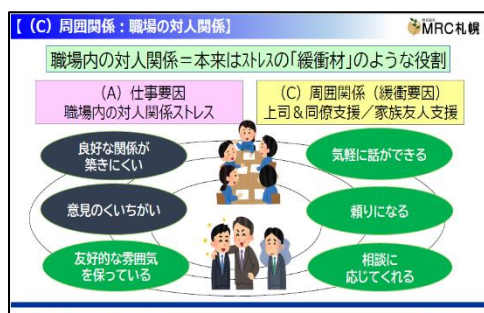 【 (C) 周囲関係：職場の対人関係】
MRC札幌
職場内の対人関係＝本来はストレスの「緩衝材」のような役割
(A) 仕事要因
職場内の対人関係ストレス
(C) 周囲関係（緩衝要因）
上司＆同僚支援／家族友人支援
良好な関係が
築きにくい
意見のくいちがい
友好的な雰囲気
を保っている
気軽に話ができる
頼りになる
相談に
応じてくれる